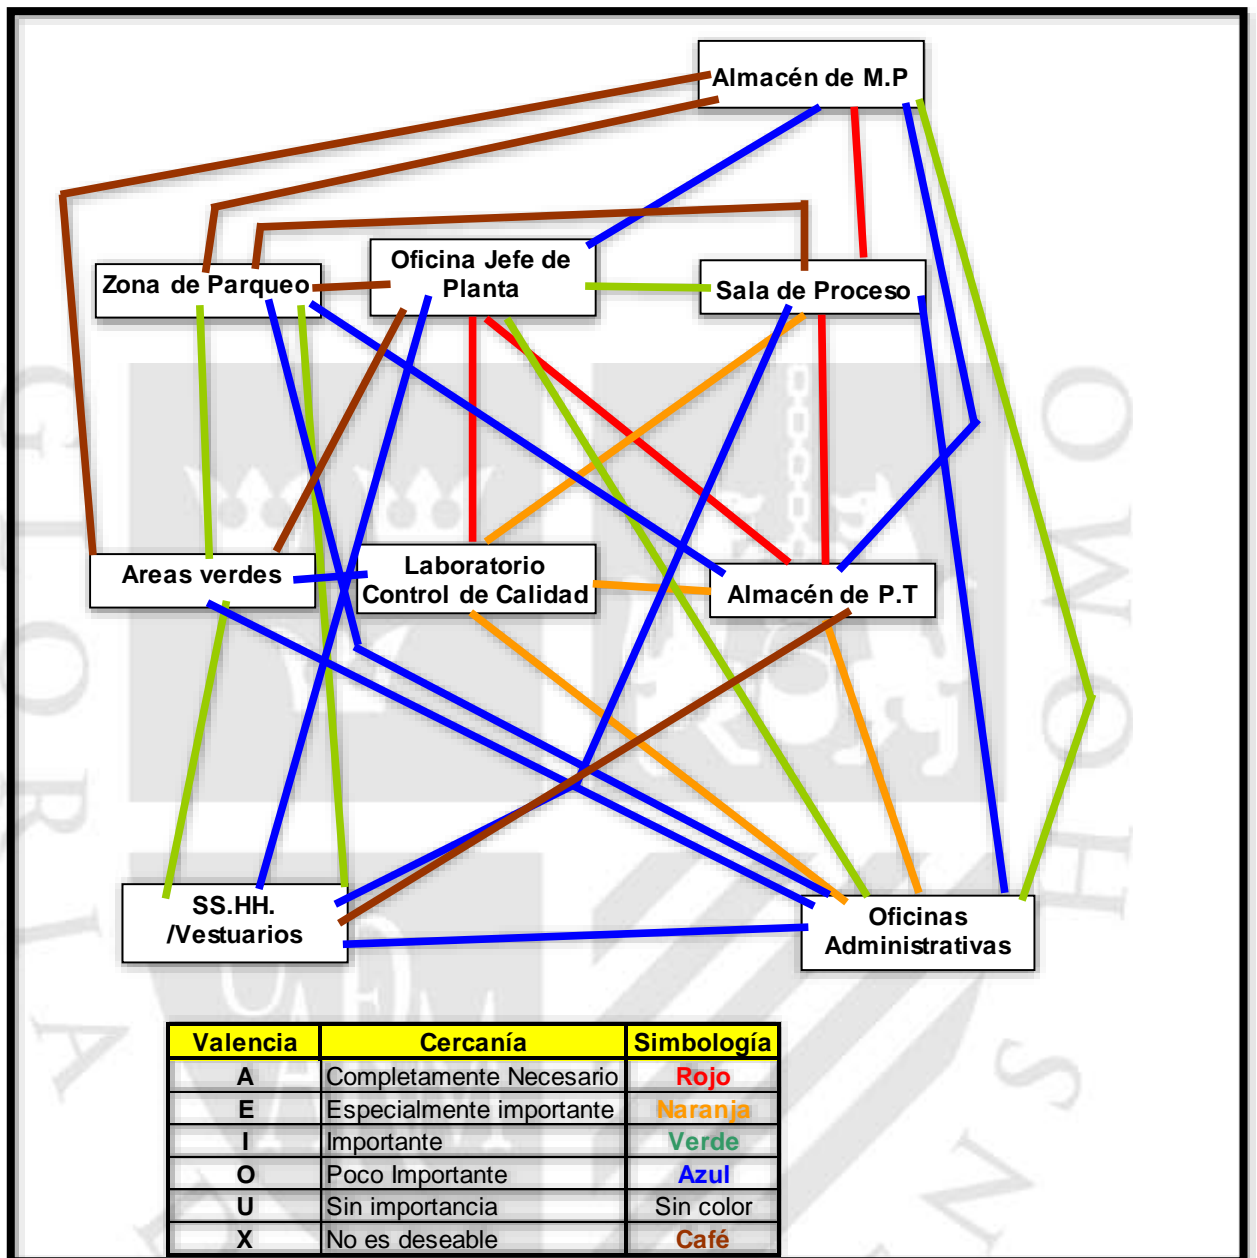 Almacén de M.P
Oficina Jefe de
Planta
Zona de Parqueo
Sala de Proceso
Laboratorio
Control de Calidad
Areas verdes
Almacén de P.T
SS.HH.
/Vestuarios
Oficinas
Administrativas
Valencia Cercanía Simbología
A Completamente Necesario Rojo
E Especialmente importante Naranja
I Importante Verde
O Poco Importante Azul
U Sin importancia Sin color
X No es deseable Café